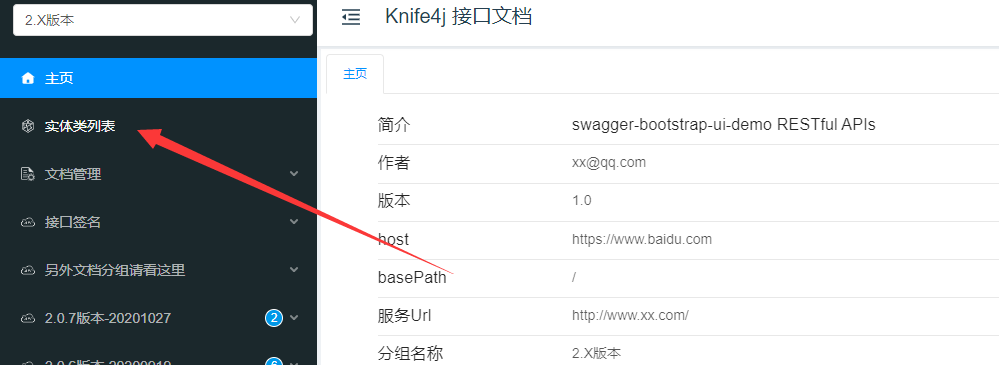 2.X版本
主页
实体类列表
文档管理
接口签名
另外文档分组请看这里
2.0.7版本-20201027
2
Knife4j 接口文档
主页
简介 swagger-bootstrap-ui-demo RESTful APIs
作者 xx@qq.com
版本 1.0
host https://www.baidu.com
basePath /
服务Url http://www.xx.com/
分组名称 2.X版本